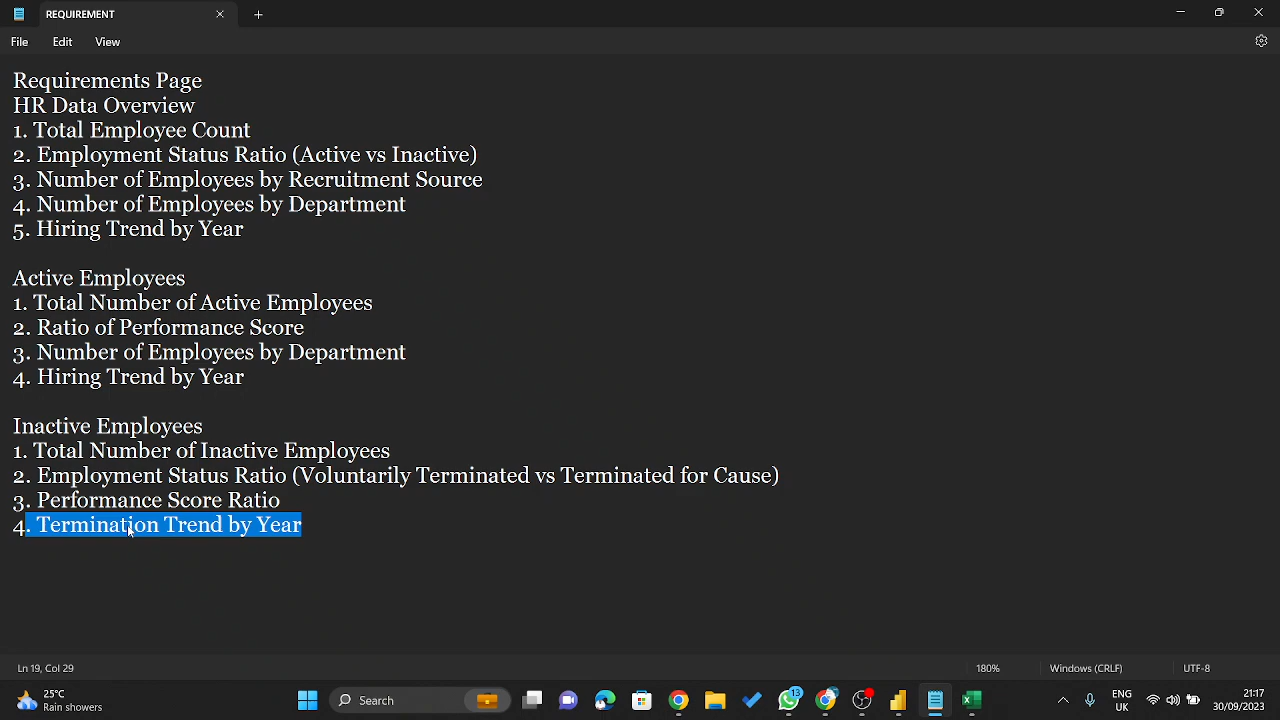 REQUIREMENT
File Edit View
Requirements Page
HR Data Overview
1. Total Employee Count
2. Employment Status Ratio (Active vs Inactive)
3. Number of Employees by Recruitment Source
4. Number of Employees by Department
5. Hiring Trend by Year
Active Employees
1. Total Number of Active Employees
2. Ratio of Performance Score
3. Number of Employees by Department
4. Hiring Trend by Year
Inactive Employees
1. Total Number of Inactive Employees
2. Employment Status Ratio (Voluntarily Terminated vs Terminated for Cause)
3. Performance Score Ratio
4. Termination Trend by Year
Ln 19, Col 29 180% Windows (CRLF) UTF-8
25°C
Rain showers
Search
13
ENG
UK
21:17
30/09/2023